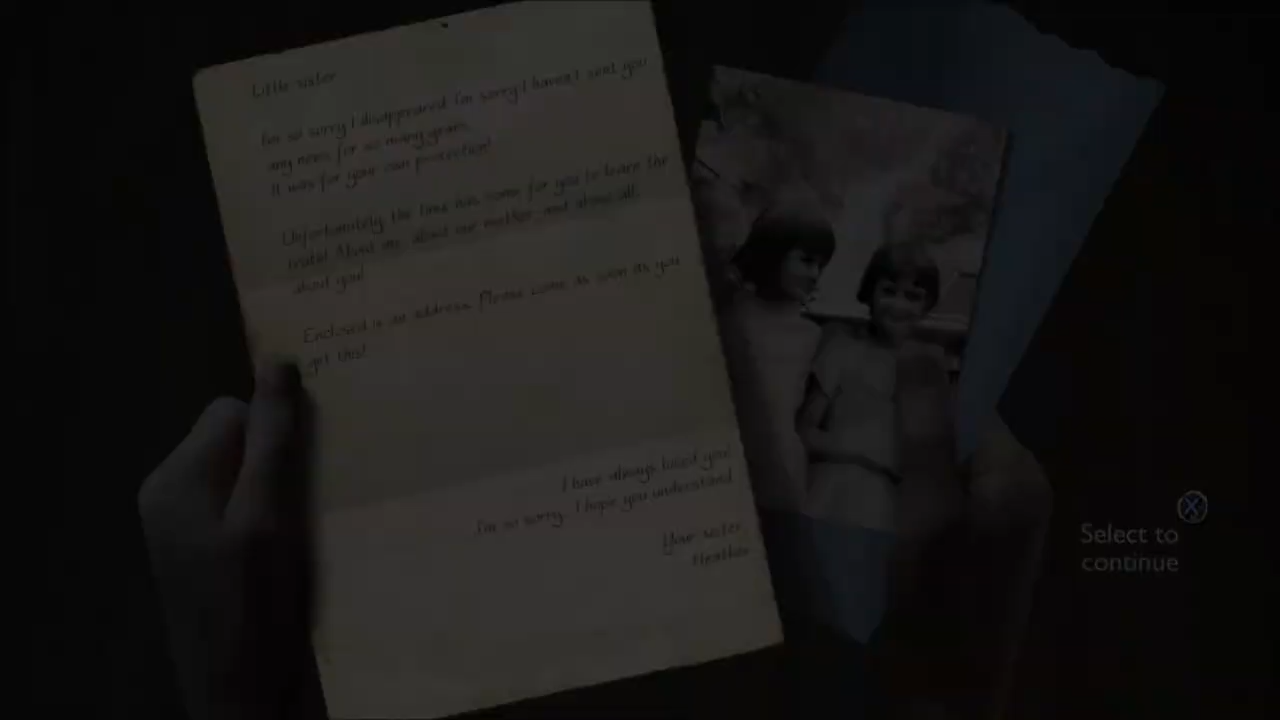 Little sister
I'm so sorry I disappeared. I'm sorry I haven't sent you
any news for so many years.
It was for your own protection!
Unfortunately, the time has come for you to learn the
truth! About me, about our mother, and above all,
about you!
Enclosed is an address. Please come as soon as you
get this!
I have always loved you!
I'm so sorry. I hope you understand.
Your sister
Heather
Select to
continue